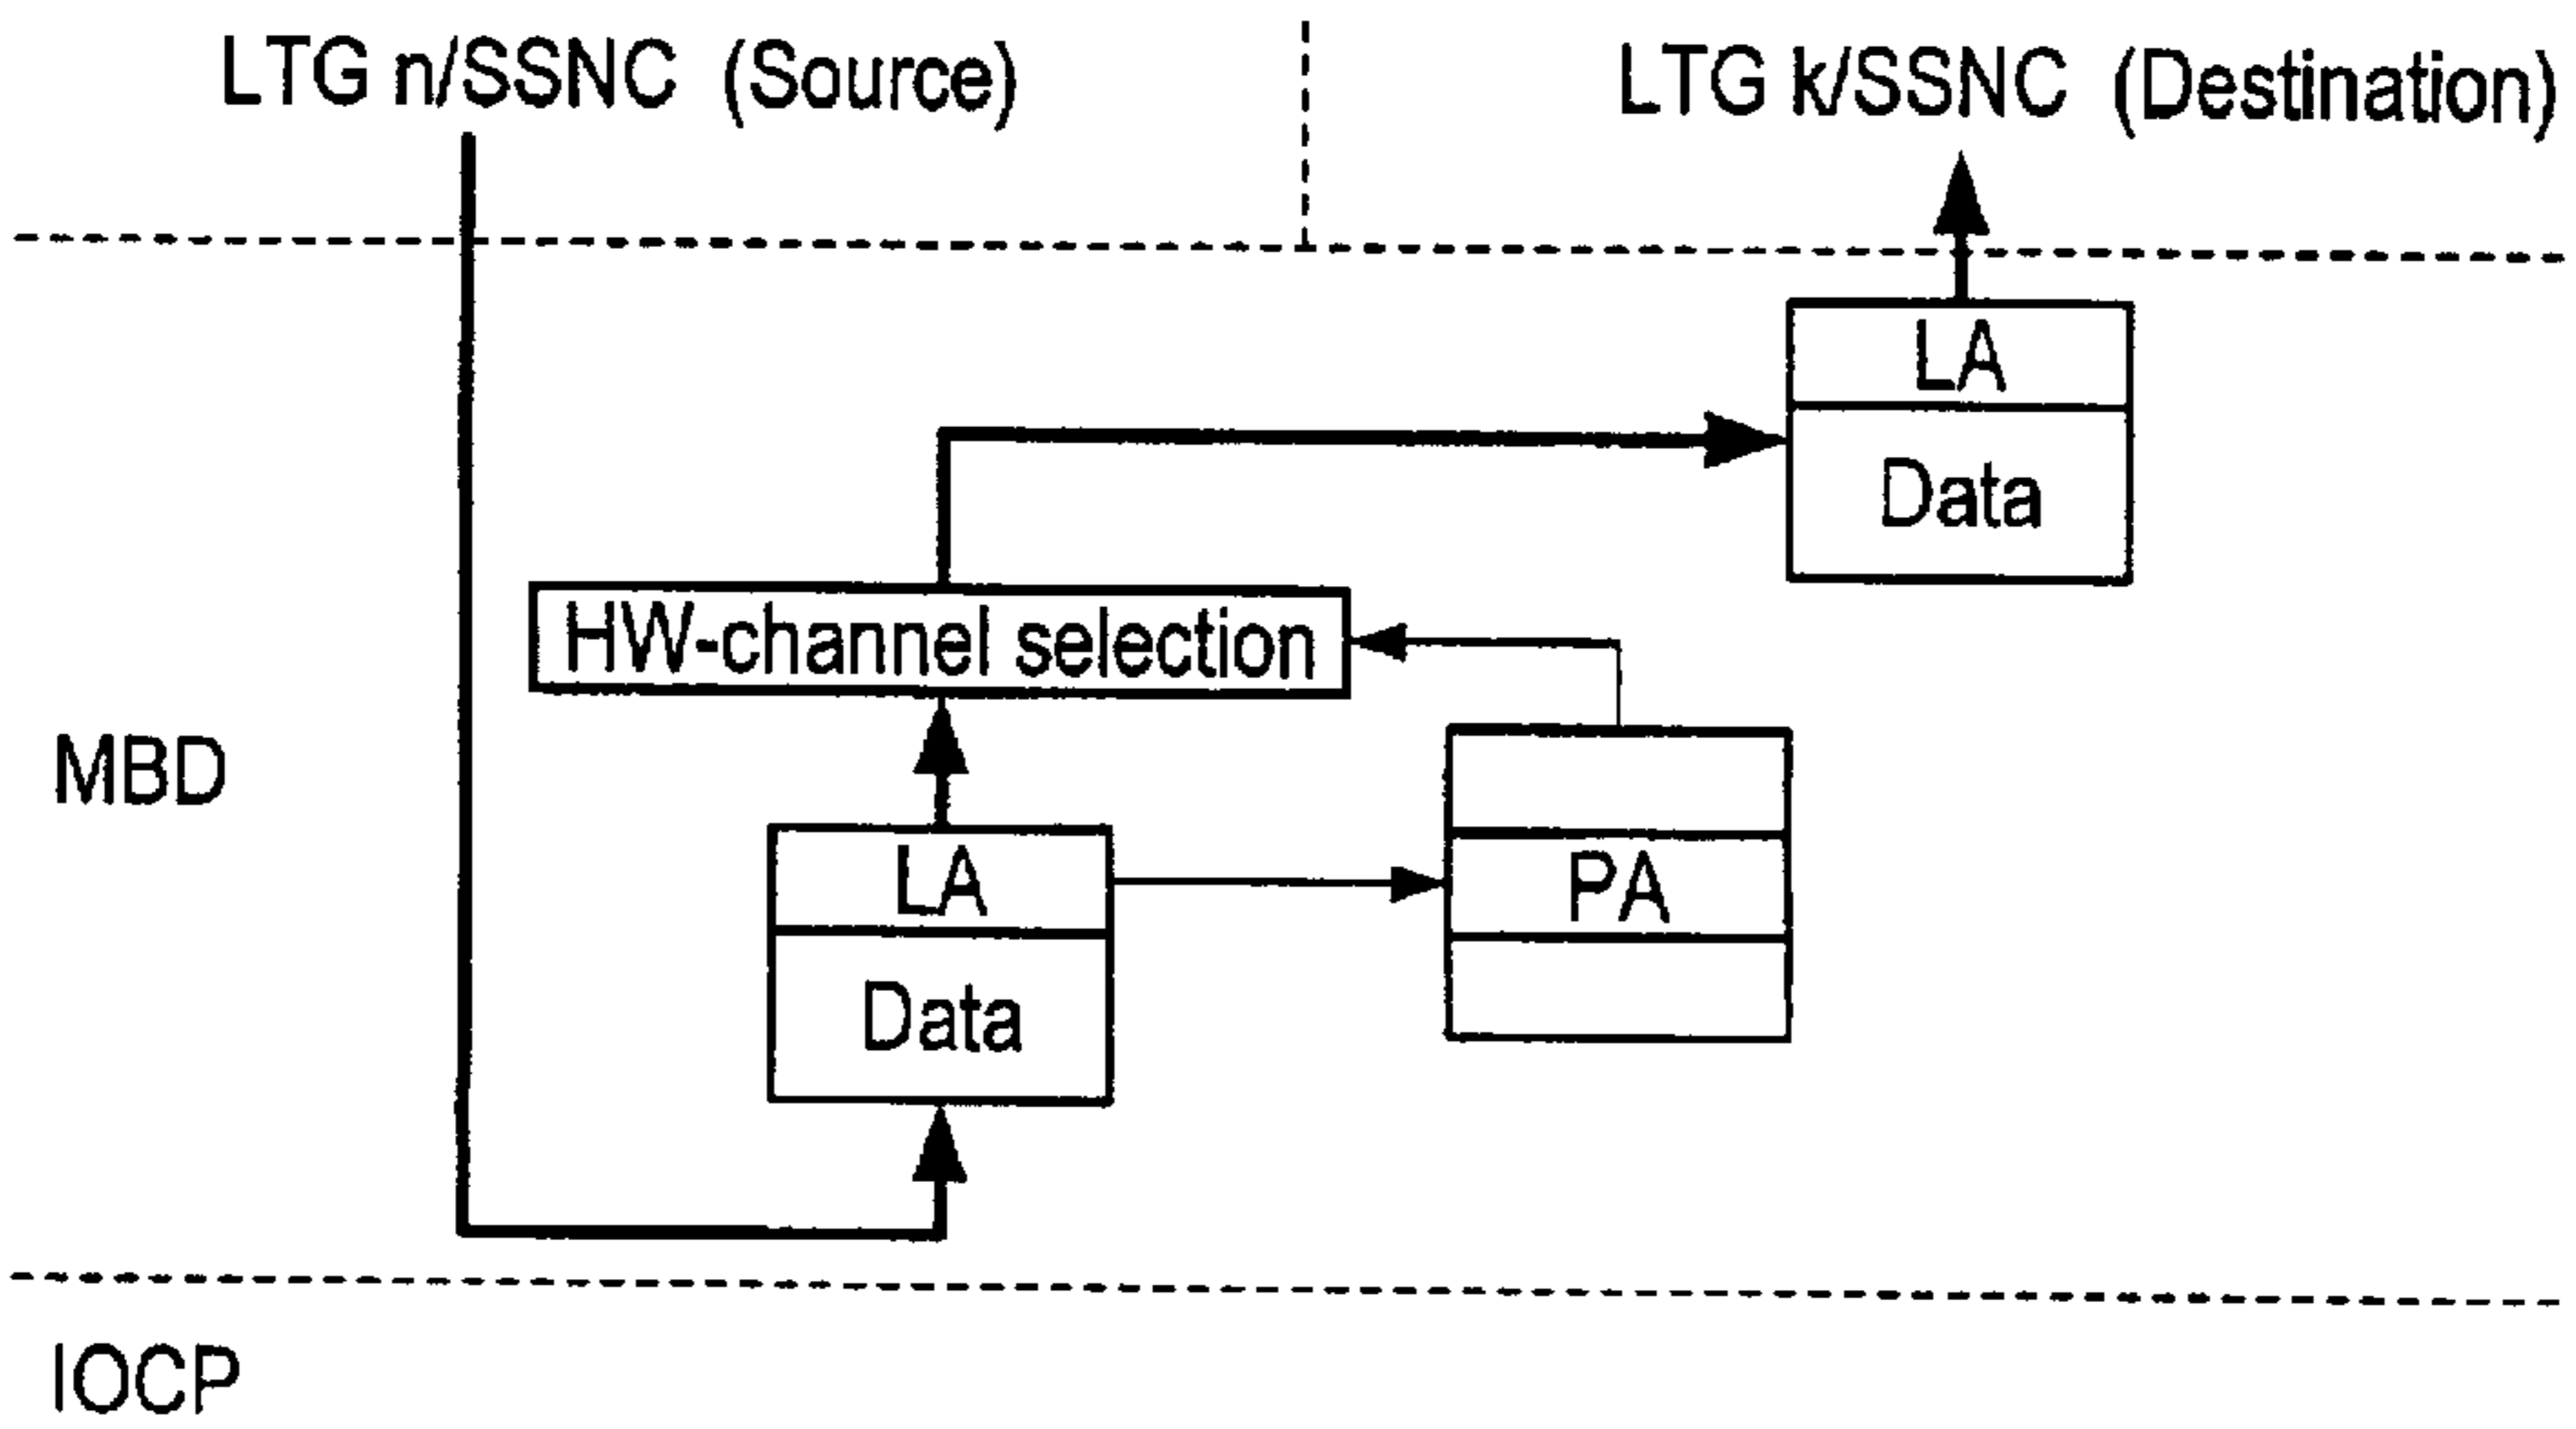 LTG n/SSNC (Source)
LTG k/SSNC (Destination)
LA
Data
HW-channel selection
MBD
LA
PA
Data
IOCP